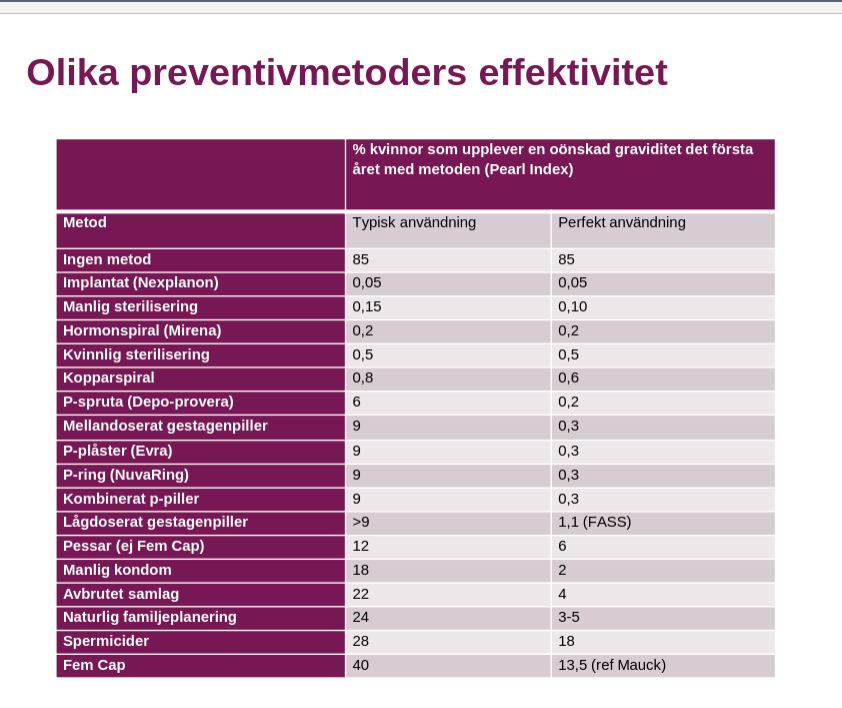 Olika preventivmetoders effektivitet
% kvinnor som upplever en oönskad graviditet det första
året med metoden (Pearl Index)
Metod Typisk användning Perfekt användning
Ingen metod 85 85
Implantat (Nexplanon) 0,05 0,05
Manlig sterilisering 0,15 0,10
Hormonspiral (Mirena) 0,2 0,2
Kvinnlig sterilisering 0,5 0,5
Kopparspiral 0,8 0,6
P-spruta (Depo-provera) 6 0,2
Mellandoserat gestagenpiller 9 0,3
P-plåster (Evra) 9 0,3
P-ring (NuvaRing) 9 0,3
Kombinerat p-piller 9 0,3
Lågdoserat gestagenpiller >9 1,1 (FASS)
Pessar (ej Fem Cap) 12 6
Manlig kondom 18 2
Avbrutet samlag 22 4
Naturlig familjeplanering 24 3-5
Spermicider 28 18
Fem Cap 40 13,5 (ref Mauck)